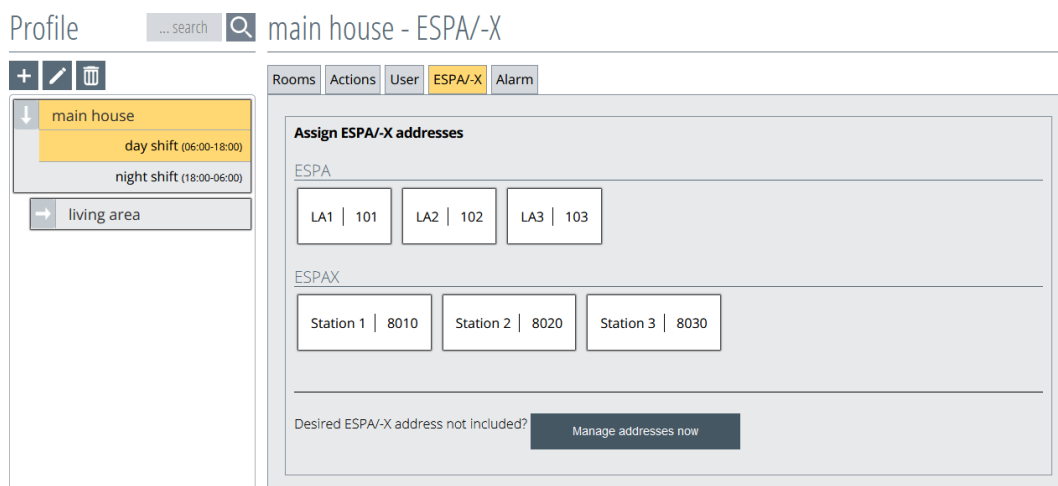 Profile
... search
main house - ESPA/-X
Rooms Actions User ESPA/-X Alarm
main house
day shift (06:00-18:00)
night shift (18:00-06:00)
living area
Assign ESPA/-X addresses
ESPA
LA1 | 101 LA2 | 102 LA3 | 103
ESPAX
Station 1 | 8010 Station 2 | 8020 Station 3 | 8030
Desired ESPA/-X address not included? Manage addresses now